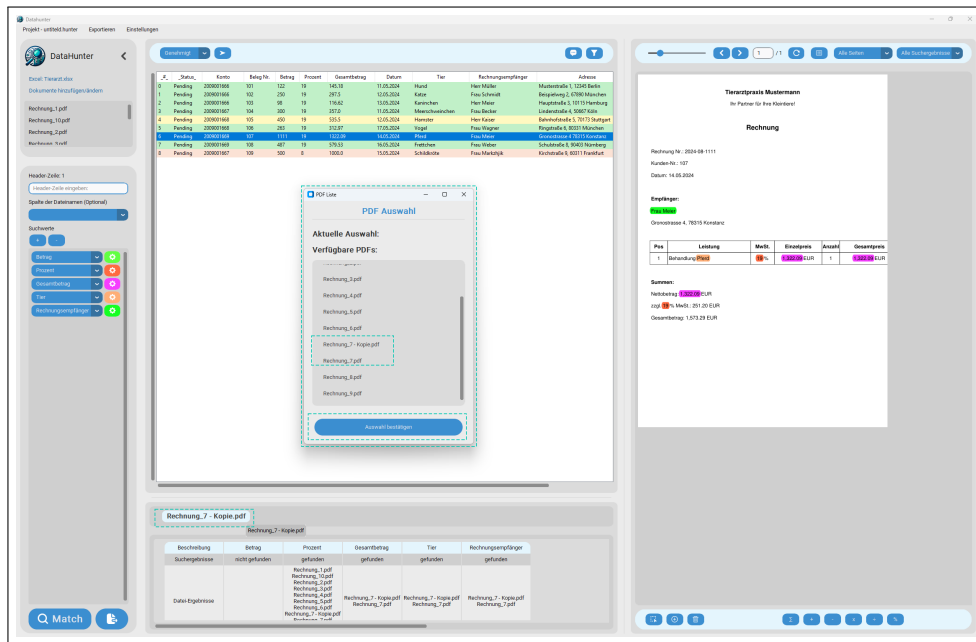 Datahunter
Projekt - untiteld.hunter Exportieren Einstellungen
DataHunter
Excel: Tierarzt.xlsx
Dokumente hinzufügen/ändern
Rechnung_1.pdf
Rechnung_10.pdf
Rechnung_2.pdf
Rechnung_3.pdf
Header-Zeile: 1
Header-Zeile eingeben:
Spalte der Dateinamen (Optional)
Suchwerte
+ -
Betrag
Prozent
Gesamtbetrag
Tier
Rechnungsempfänger
Match
Genehmigt
_#_ _Status_ Konto Beleg Nr. Betrag Prozent Gesamtbetrag Datum Tier Rechnungsempfänger Adresse
0 Pending 2009001666 101 122 19 145.18 11.05.2024 Hund Herr Müller Musterstraße 1, 12345 Berlin
1 Pending 2009001666 102 250 19 297.5 12.05.2024 Katze Frau Schmidt Beispielweg 2, 67890 München
2 Pending 2009001666 103 98 19 116.62 13.05.2024 Kaninchen Herr Meier Hauptstraße 3, 10115 Hamburg
3 Pending 2009001667 104 300 19 357.0 11.05.2024 Meerschweinchen Frau Becker Lindenstraße 4, 50667 Köln
4 Pending 2009001668 105 450 19 535.5 12.05.2024 Hamster Herr Kaiser Bahnhofstraße 5, 70173 Stuttgart
5 Pending 2009001668 106 263 19 312.97 17.05.2024 Vogel Frau Wagner Ringstraße 6, 80331 München
6 Pending 2009001669 107 1111 19 1322.09 14.05.2024 Pferd Frau Meier Gronostrasse 4 78315 Konstanz
7 Pending 2009001669 108 487 19 579.53 16.05.2024 Frettchen Frau Weber Schulstraße 8, 90403 Nürnberg
8 Pending 2009001667 109 500 8 1000.0 15.05.2024 Schildkröte Frau Markzhjik Kirchstraße 8, 60311 Frankfurt
PDF Liste
PDF Auswahl
Aktuelle Auswahl:
Verfügbare PDFs:
Rechnung_3.pdf
Rechnung_4.pdf
Rechnung_5.pdf
Rechnung_6.pdf
Rechnung_7 - Kopie.pdf
Rechnung_7.pdf
Rechnung_8.pdf
Rechnung_9.pdf
Auswahl bestätigen
Rechnung_7 - Kopie.pdf
Rechnung_7 - Kopie.pdf
Beschreibung Betrag Prozent Gesamtbetrag Tier Rechnungsempfänger
Suchergebnisse nicht gefunden gefunden gefunden gefunden gefunden
Rechnung_1.pdf
Rechnung_10.pdf
Rechnung_2.pdf
Rechnung_3.pdf
Rechnung_4.pdf
Datei-Ergebnisse Rechnung_5.pdf Rechnung_7 - Kopie.pdf Rechnung_7 - Kopie.pdf Rechnung_7 - Kopie.pdf
Rechnung_6.pdf Rechnung_7.pdf Rechnung_7.pdf Rechnung_7.pdf
Rechnung_7 - Kopie.pdf
Rechnung_7.pdf
1 / 1 Alle Seiten Alle Suchergebnisse
Tierarztpraxis Mustermann
Ihr Partner für Ihre Kleintiere!
Rechnung
Rechnung Nr.: 2024-08-1111
Kunden-Nr.: 107
Datum: 14.05.2024
Empfänger:
Frau Meier
Gronostrasse 4, 78315 Konstanz
Pos Leistung MwSt. Einzelpreis Anzahl Gesamtpreis
1 Behandlung Pferd 19 % 1,322.09 EUR 1 1,322.09 EUR
Summen:
Nettobetrag: 1,322.09 EUR
zzgl. 19 % MwSt.: 251.20 EUR
Gesamtbetrag: 1,573.29 EUR